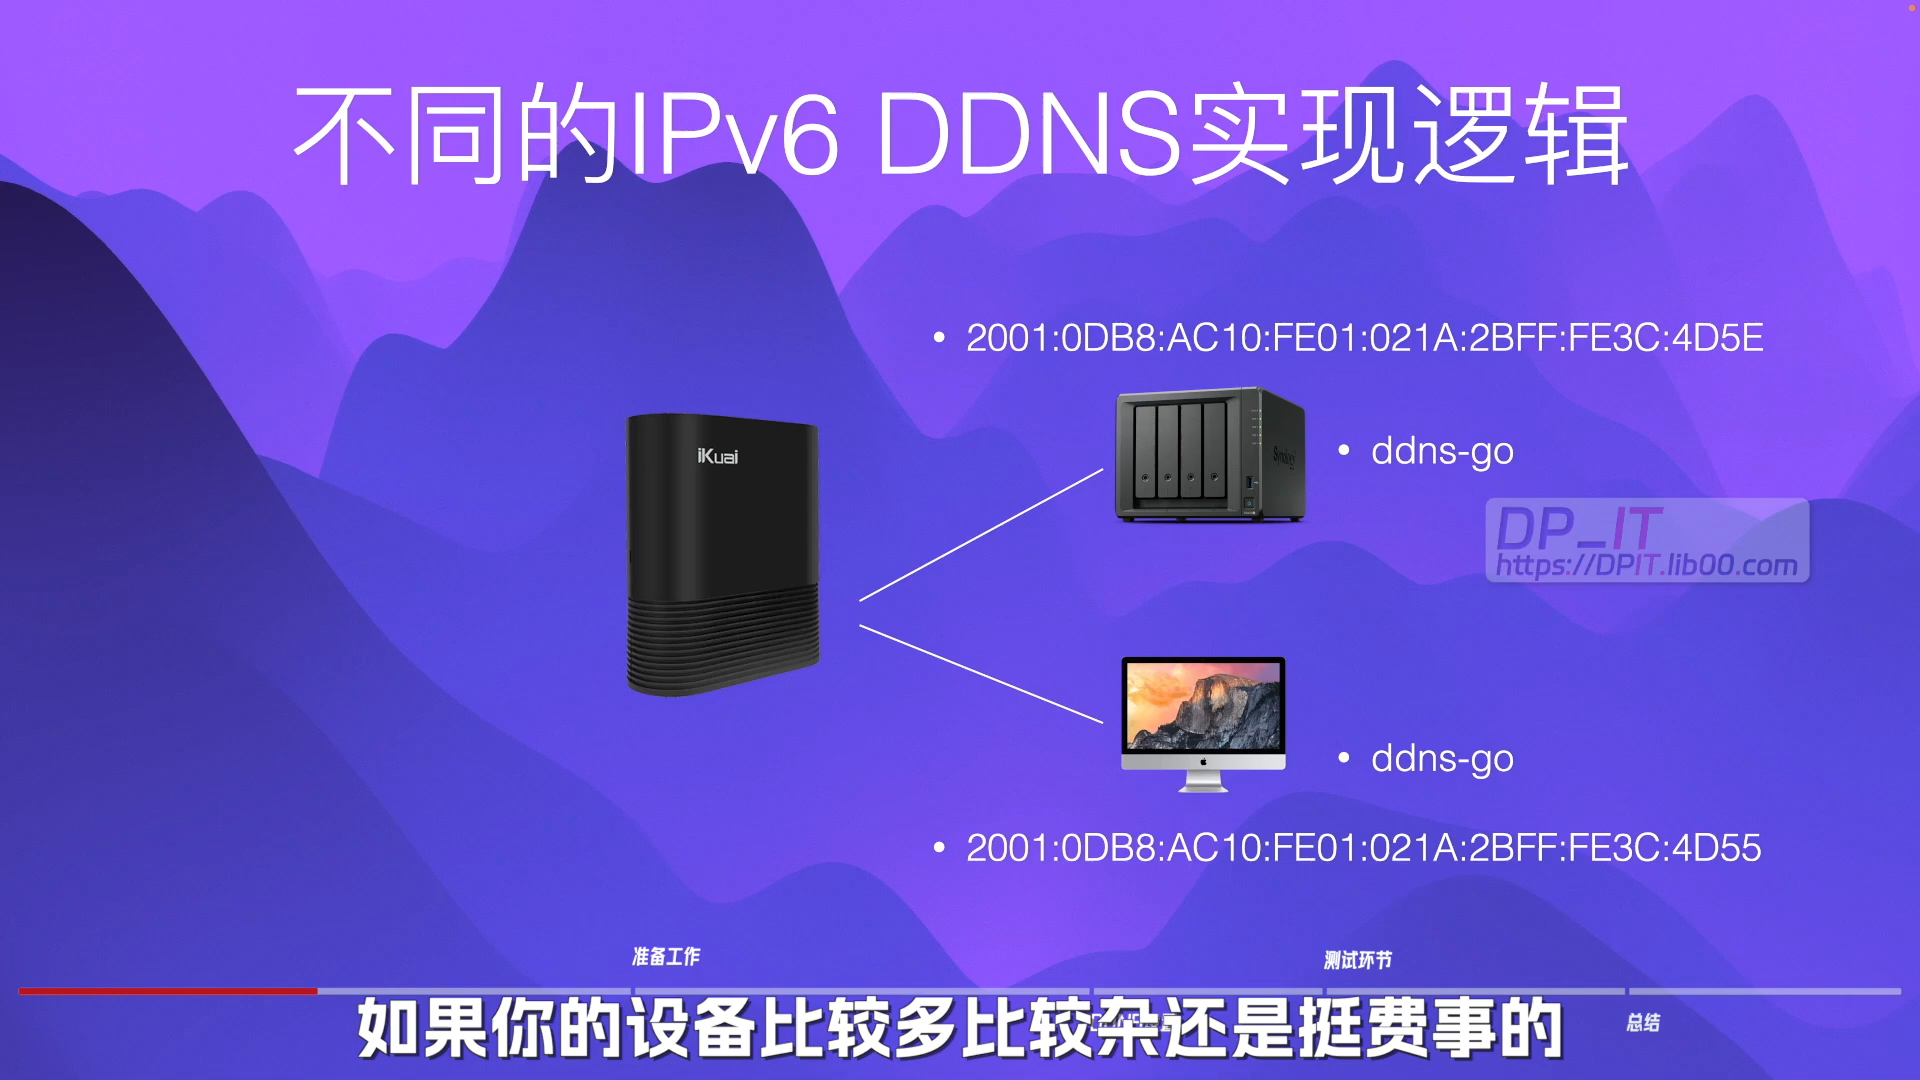 不同的IPv6 DDNS实现逻辑
• 2001:0DB8:AC10:FE01:021A:2BFF:FE3C:4D5E
iKuai
Synology
• ddns-go
DP_IT
https://DPIT.lib00.com
• ddns-go
• 2001:0DB8:AC10:FE01:021A:2BFF:FE3C:4D55
准备工作
测试环节
如果你的设备比较多比较杂还是挺费事的
总结